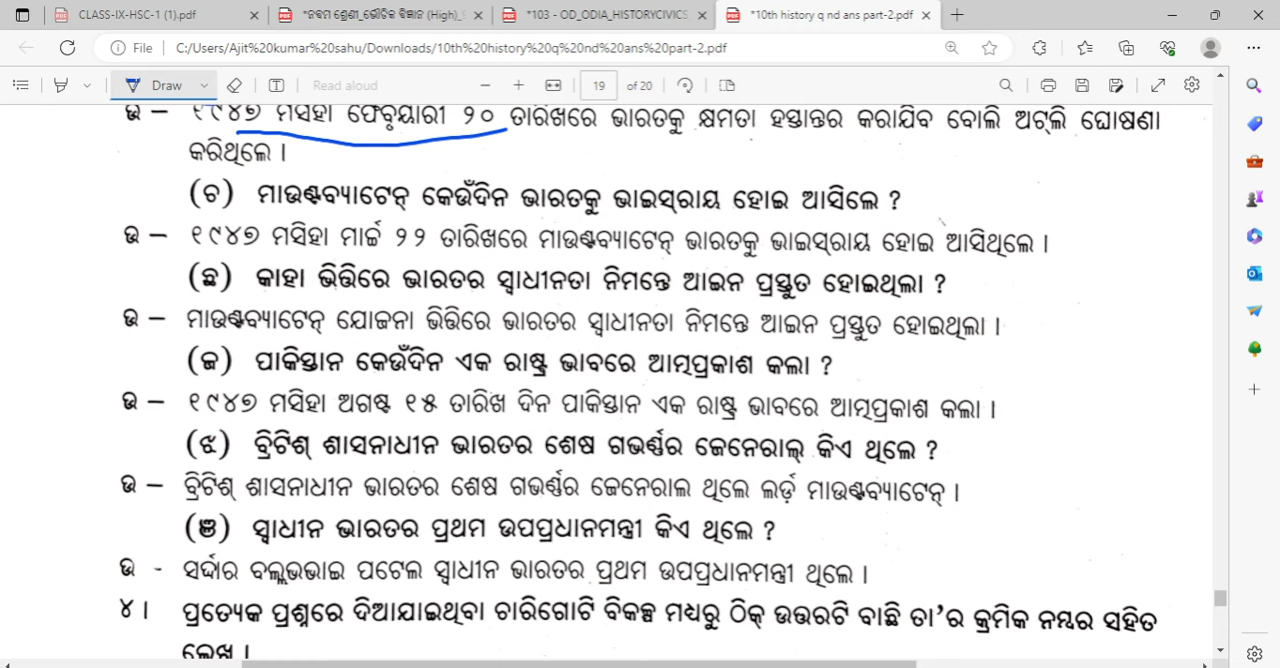 CLASS-IX-HSC-1 (1).pdf
*ନବମ ଶ୍ରେଣୀ_ଭୌତିକ ବିଜ୍ଞାନ (High)_
*103 - OD_ODIA_HISTORYCIVICS
*10th history q nd ans part-2.pdf
File C:/Users/Ajit%20kumar%20sahu/Downloads/10th%20history%20q%20nd%20ans%20part-2.pdf
Draw Read aloud 19 of 20
ଉ – ୧୯୪୭ ମସିହା ଫେବୃୟାରୀ ୨୦ ତାରିଖରେ ଭାରତକୁ କ୍ଷମତା ହସ୍ତାନ୍ତର କରାଯିବ ବୋଲି ଅଟ୍‌ଲି ଘୋଷଣା
କରିଥିଲେ ।
(ଚ) ମାଉଣ୍ଟବ୍ୟାଟେନ୍ କେଉଁଦିନ ଭାରତକୁ ଭାଇସ୍‌ରାୟ ହୋଇ ଆସିଲେ ?
ଉ – ୧୯୪୭ ମସିହା ମାର୍ଚ୍ଚ ୨୨ ତାରିଖରେ ମାଉଣ୍ଟବ୍ୟାଟେନ୍ ଭାରତକୁ ଭାଇସ୍‌ରାୟ ହୋଇ ଆସିଥିଲେ ।
(ଛ) କାହା ଭିତ୍ତିରେ ଭାରତର ସ୍ୱାଧୀନତା ନିମନ୍ତେ ଆଇନ ପ୍ରସ୍ତୁତ ହୋଇଥିଲା ?
ଉ – ମାଉଣ୍ଟବ୍ୟାଟେନ୍ ଯୋଜନା ଭିତ୍ତିରେ ଭାରତର ସ୍ୱାଧୀନତା ନିମନ୍ତେ ଆଇନ ପ୍ରସ୍ତୁତ ହୋଇଥିଲା ।
(ଜ) ପାକିସ୍ତାନ କେଉଁଦିନ ଏକ ରାଷ୍ଟ୍ର ଭାବରେ ଆତ୍ମପ୍ରକାଶ କଲା ?
ଉ – ୧୯୪୭ ମସିହା ଅଗଷ୍ଟ ୧୫ ତାରିଖ ଦିନ ପାକିସ୍ତାନ ଏକ ରାଷ୍ଟ୍ର ଭାବରେ ଆତ୍ମପ୍ରକାଶ କଲା ।
(ଝ) ବ୍ରିଟିଶ୍ ଶାସନାଧୀନ ଭାରତର ଶେଷ ଗଭର୍ଣ୍ଣର ଜେନେରାଲ୍ କିଏ ଥିଲେ ?
ଉ – ବ୍ରିଟିଶ୍ ଶାସନାଧୀନ ଭାରତର ଶେଷ ଗଭର୍ଣ୍ଣର ଜେନେରାଲ ଥିଲେ ଲର୍ଡ଼ ମାଉଣ୍ଟବ୍ୟାଟେନ୍ ।
(ଞ) ସ୍ୱାଧୀନ ଭାରତର ପ୍ରଥମ ଉପପ୍ରଧାନମନ୍ତ୍ରୀ କିଏ ଥିଲେ ?
ଉ - ସର୍ଦ୍ଦାର ବଲ୍ଲଭଭାଇ ପଟେଲ ସ୍ୱାଧୀନ ଭାରତର ପ୍ରଥମ ଉପପ୍ରଧାନମନ୍ତ୍ରୀ ଥିଲେ ।
୪। ପ୍ରତ୍ୟେକ ପ୍ରଶ୍ନରେ ଦିଆଯାଇଥିବା ଚାରିଗୋଟି ବିକଳ୍ପ ମଧ୍ୟରୁ ଠିକ୍ ଉତ୍ତରଟି ବାଛି ତା’ର କ୍ରମିକ ନମ୍ବର ସହିତ
ଲେଖ ।